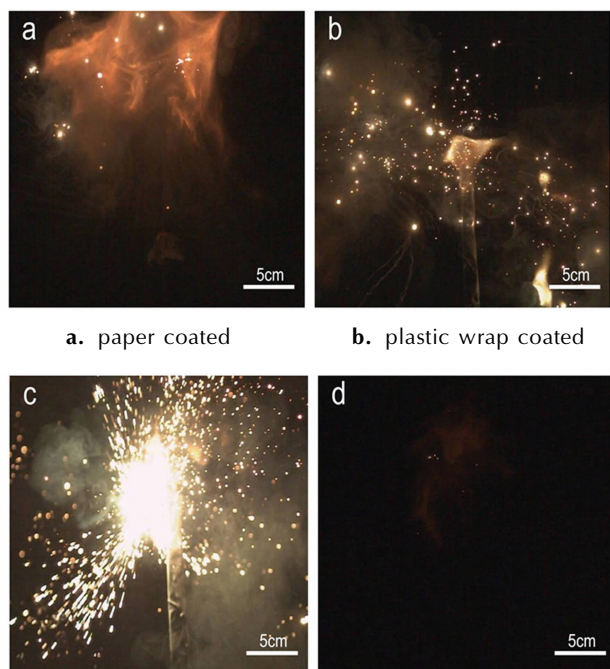 a
b
5cm
5cm
a. paper coated
b. plastic wrap coated
c
d
5cm
5cm